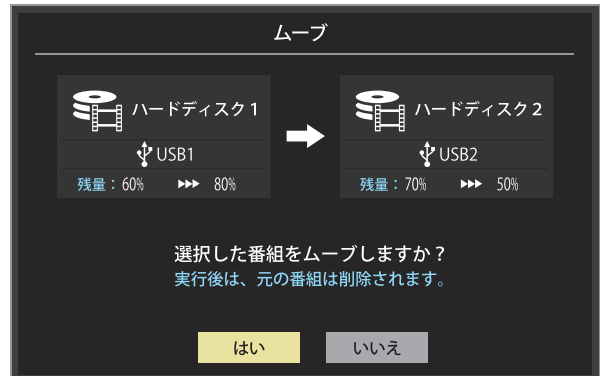 ムーブ
ハードディスク1
USB1
残量：60% ▶▶▶ 80%
ハードディスク2
USB2
残量：70% ▶▶▶ 50%
選択した番組をムーブしますか？
実行後は、元の番組は削除されます。
はい
いいえ